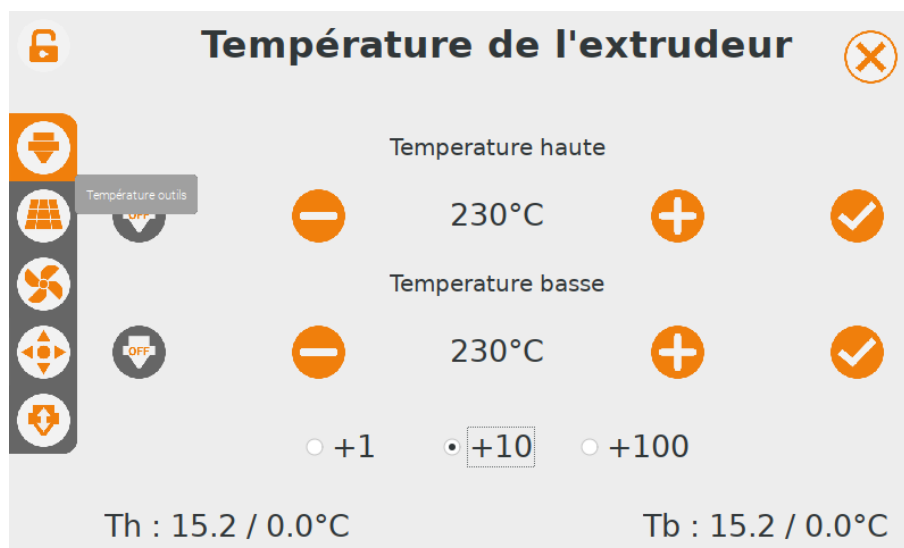 Température de l'extrudeur
Temperature haute
Température outils
OFF
230°C
Temperature basse
OFF
230°C
+1
+10
+100
Th : 15.2 / 0.0°C
Tb : 15.2 / 0.0°C